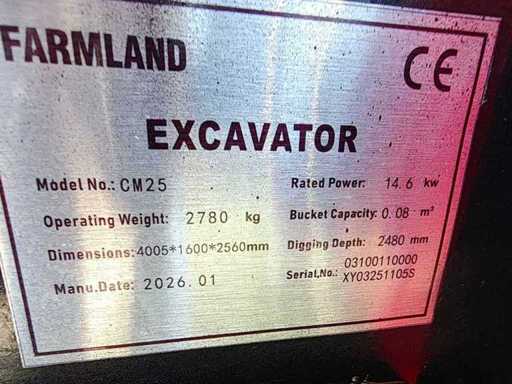 FARMLAND
CE
EXCAVATOR
Model No.: CM25
Rated Power: 14.6 kw
Operating Weight: 2780 kg
Bucket Capacity: 0.08 m³
Dimensions: 4005*1600*2560mm
Digging Depth: 2480 mm
Manu.Date: 2026.01
Serial.No.: 03100110000
XY03251105S